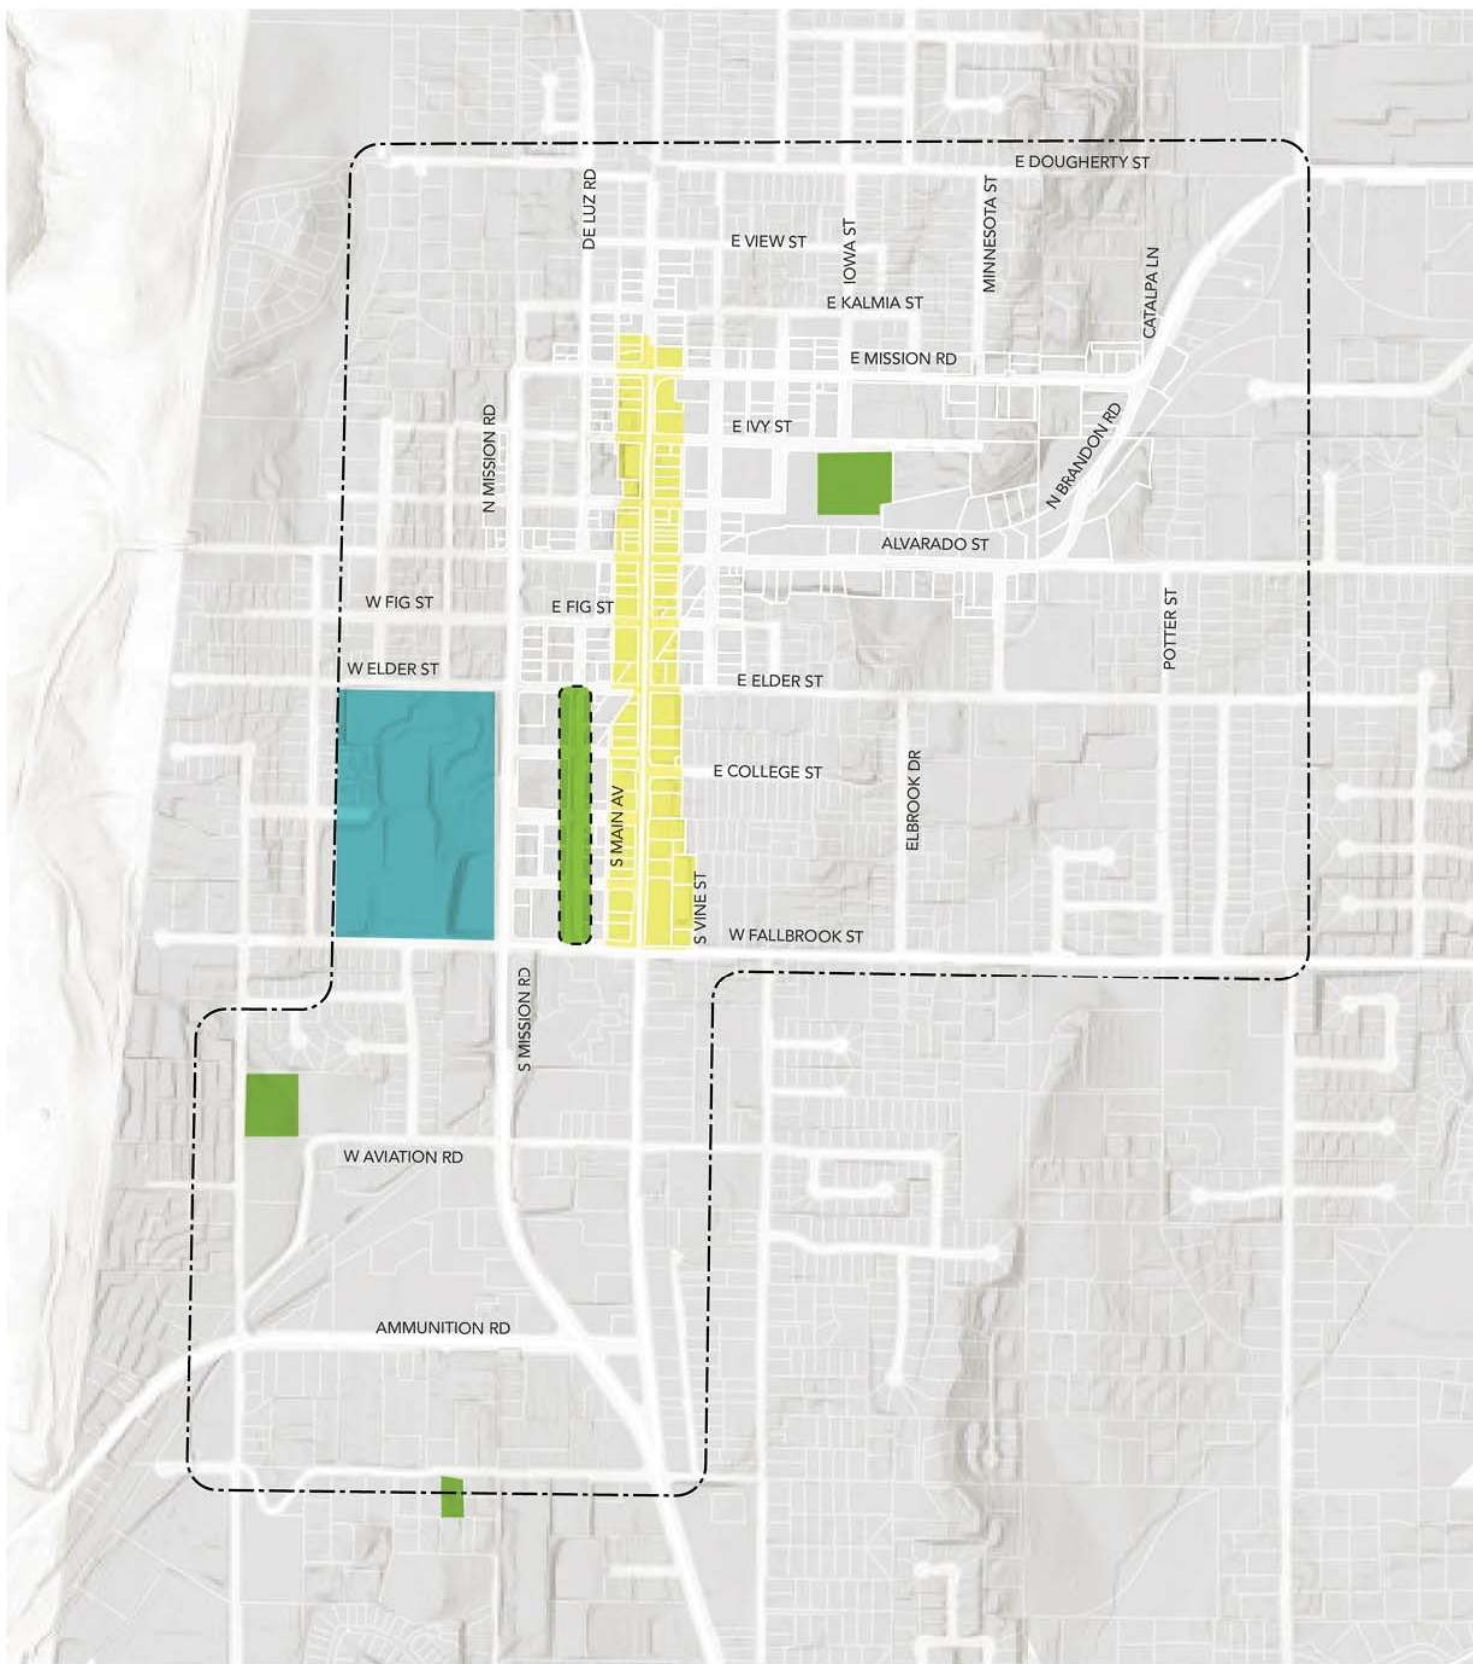 E DOUGHERTY ST
DE LUZ RD
MINNESOTA ST
E VIEW ST
IOWA ST
CATALPA LN
E KALMIA ST
E MISSION RD
N MISSION RD
E IVY ST
N BRANDON RD
ALVARADO ST
W FIG ST
E FIG ST
POTTER ST
W ELDER ST
E ELDER ST
E COLLEGE ST
ELBROOK DR
S MAIN AV
S VINE ST
W FALLBROOK ST
S MISSION RD
W AVIATION RD
AMMUNITION RD